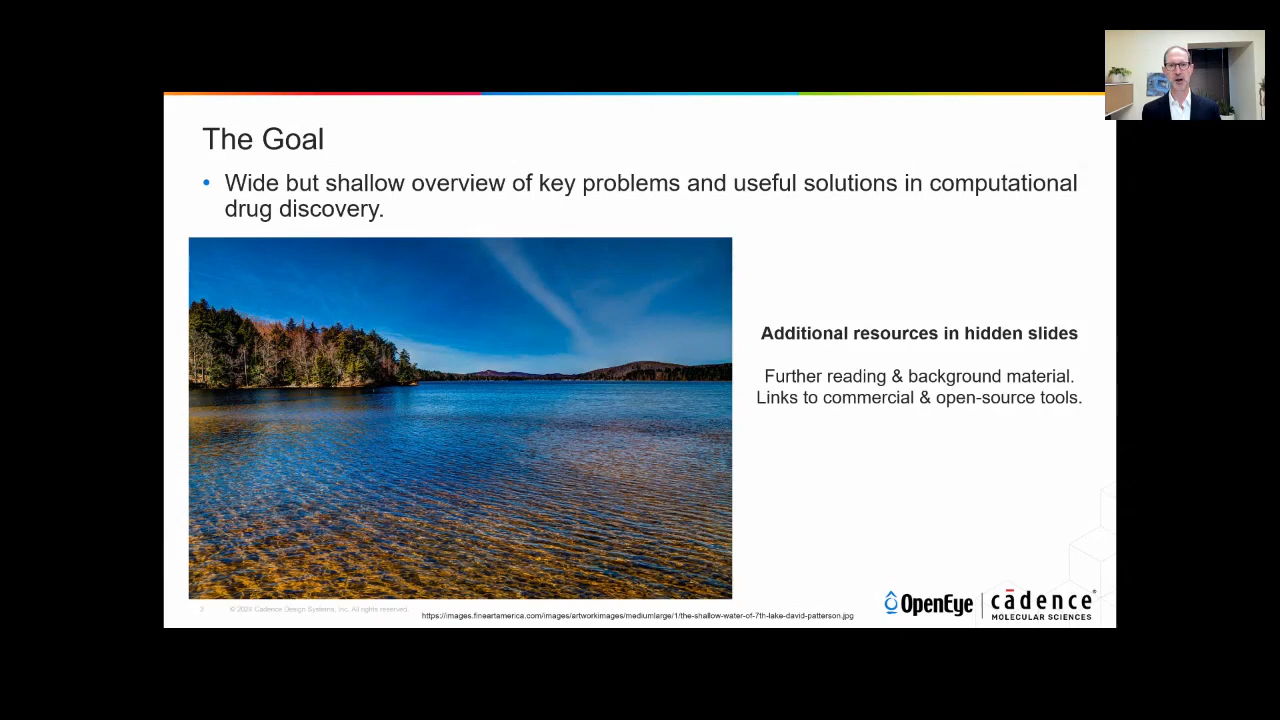 The Goal
• Wide but shallow overview of key problems and useful solutions in computational
drug discovery.
Additional resources in hidden slides
Further reading & background material.
Links to commercial & open-source tools.
2 © 2024 Cadence Design Systems, Inc. All rights reserved.
https://images.fineartamerica.com/images/artworkimages/mediumlarge/1/the-shallow-water-of-7th-lake-david-patterson.jpg
OpenEye | cādence®
MOLECULAR SCIENCES